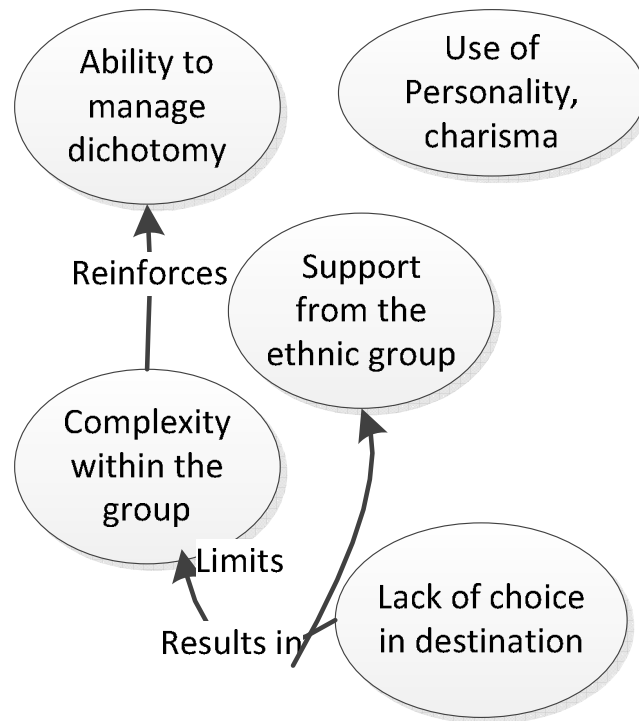 Ability to
manage
dichotomy
Use of
Personality,
charisma
Reinforces
Support
from the
ethnic group
Complexity
within the
group
Limits
Results in
Lack of choice
in destination